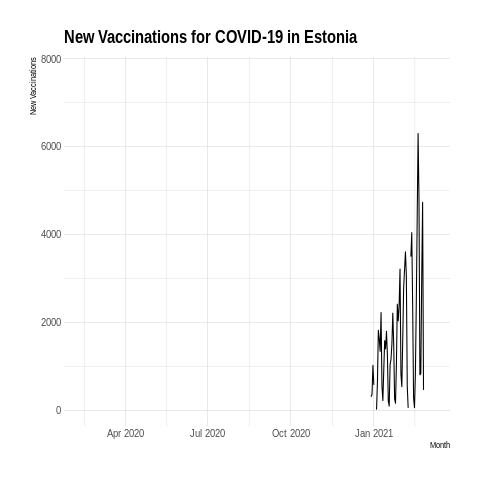 New Vaccinations for COVID-19 in Estonia
New Vaccinations
8000
6000
4000
2000
0
Apr 2020
Jul 2020
Oct 2020
Jan 2021
Month